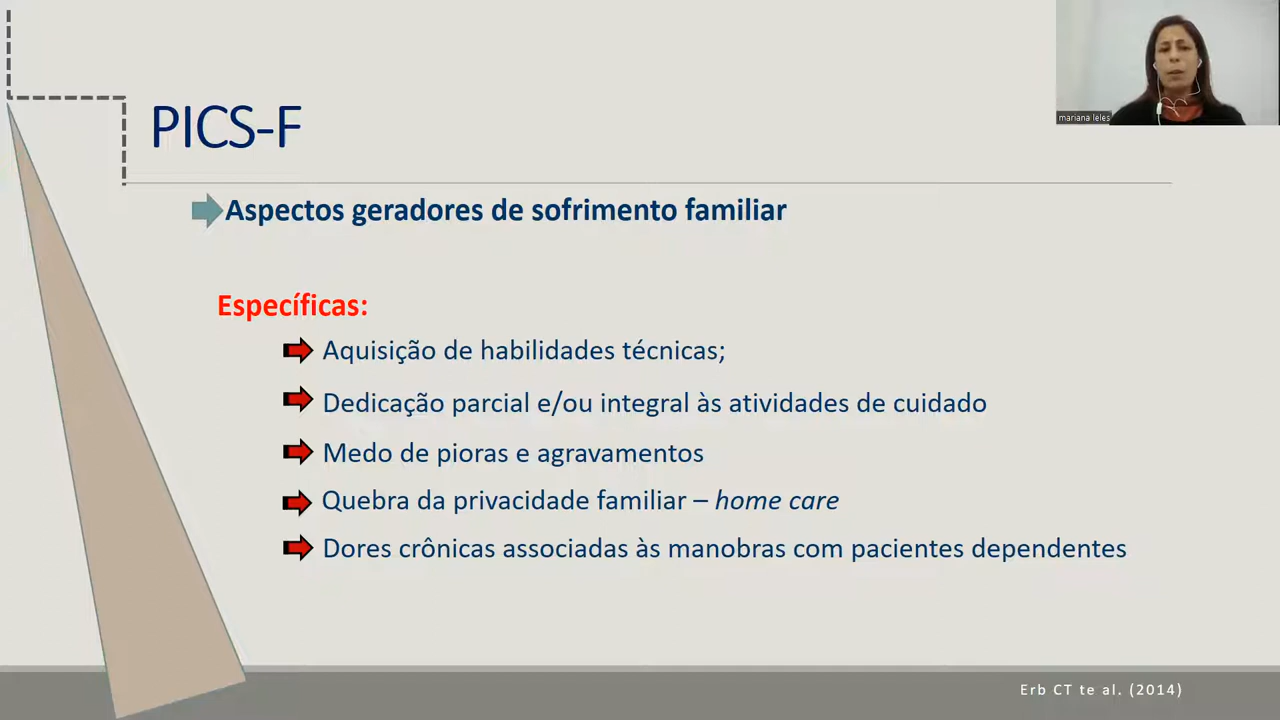 PICS-F
mariana leles
Aspectos geradores de sofrimento familiar
Específicas:
Aquisição de habilidades técnicas;
Dedicação parcial e/ou integral às atividades de cuidado
Medo de pioras e agravamentos
Quebra da privacidade familiar – home care
Dores crônicas associadas às manobras com pacientes dependentes
Erb CT te al. (2014)